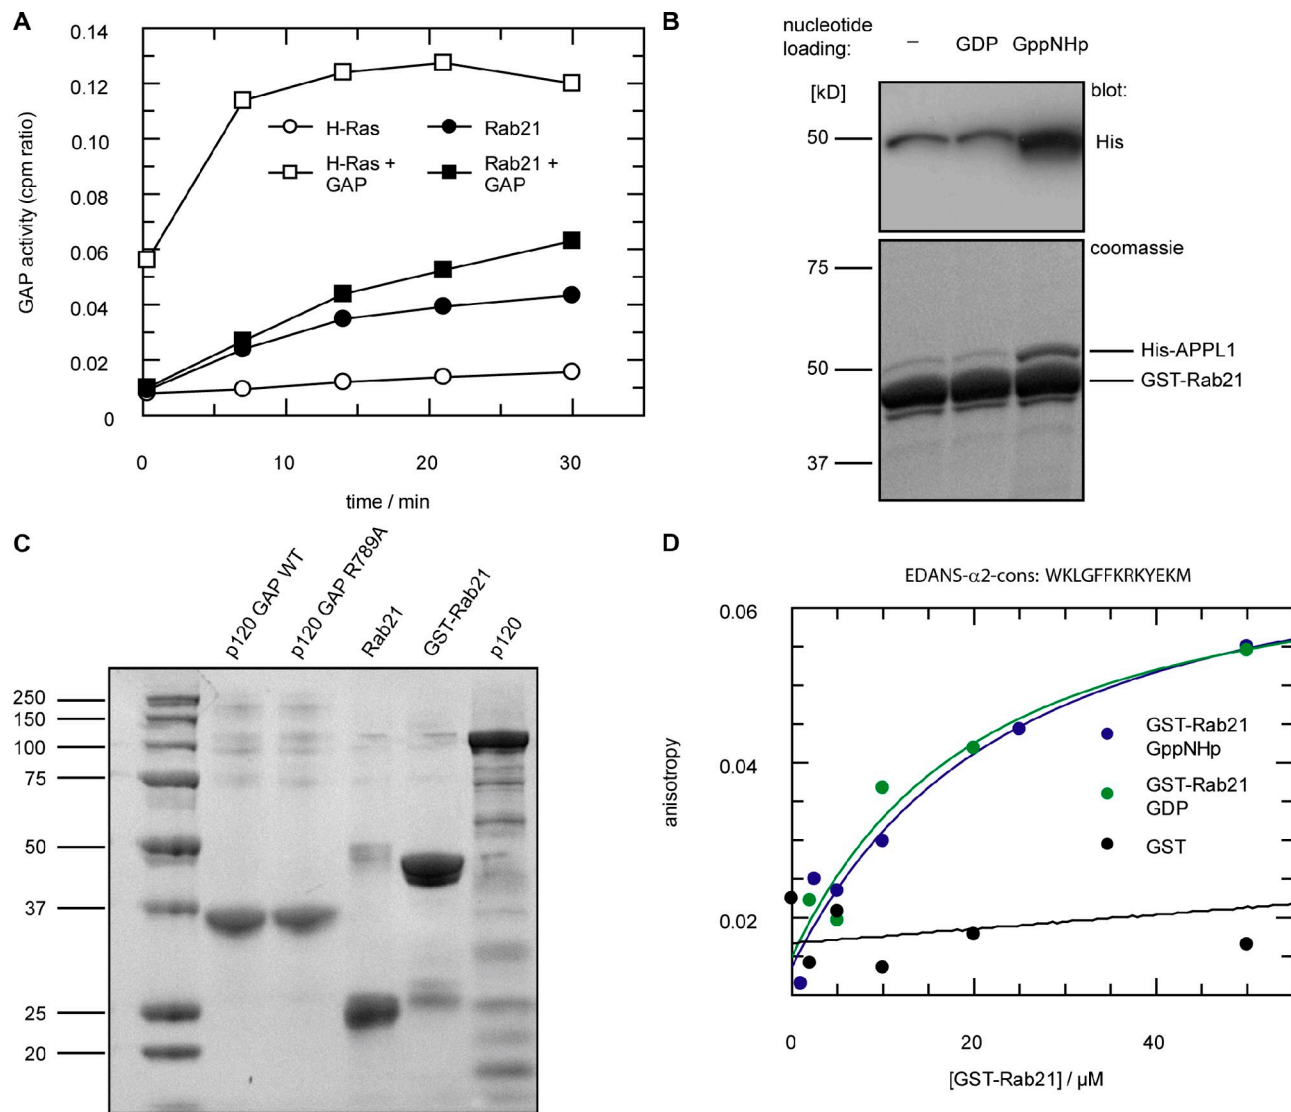 A
GAP activity (cpm ratio)
0.14
0.12
0.10
0.08
0.06
0.04
0.02
0
H-Ras
Rab21
H-Ras +
GAP
Rab21 +
GAP
0
10
20
30
time / min
B
nucleotide
loading:
–
GDP
GppNHp
[kD]
blot:
50
His
coomassie
75
50
37
His-APPL1
GST-Rab21
C
p120 GAP WT
p120 GAP R789A
Rab21
GST-Rab21
p120
250
150
100
75
50
37
25
20
D
EDANS-α2-cons: WKLGFFKRKYEKM
anisotropy
0.06
0.04
0.02
GST-Rab21
GppNHp
GST-Rab21
GDP
GST
0
20
40
[GST-Rab21] / µM